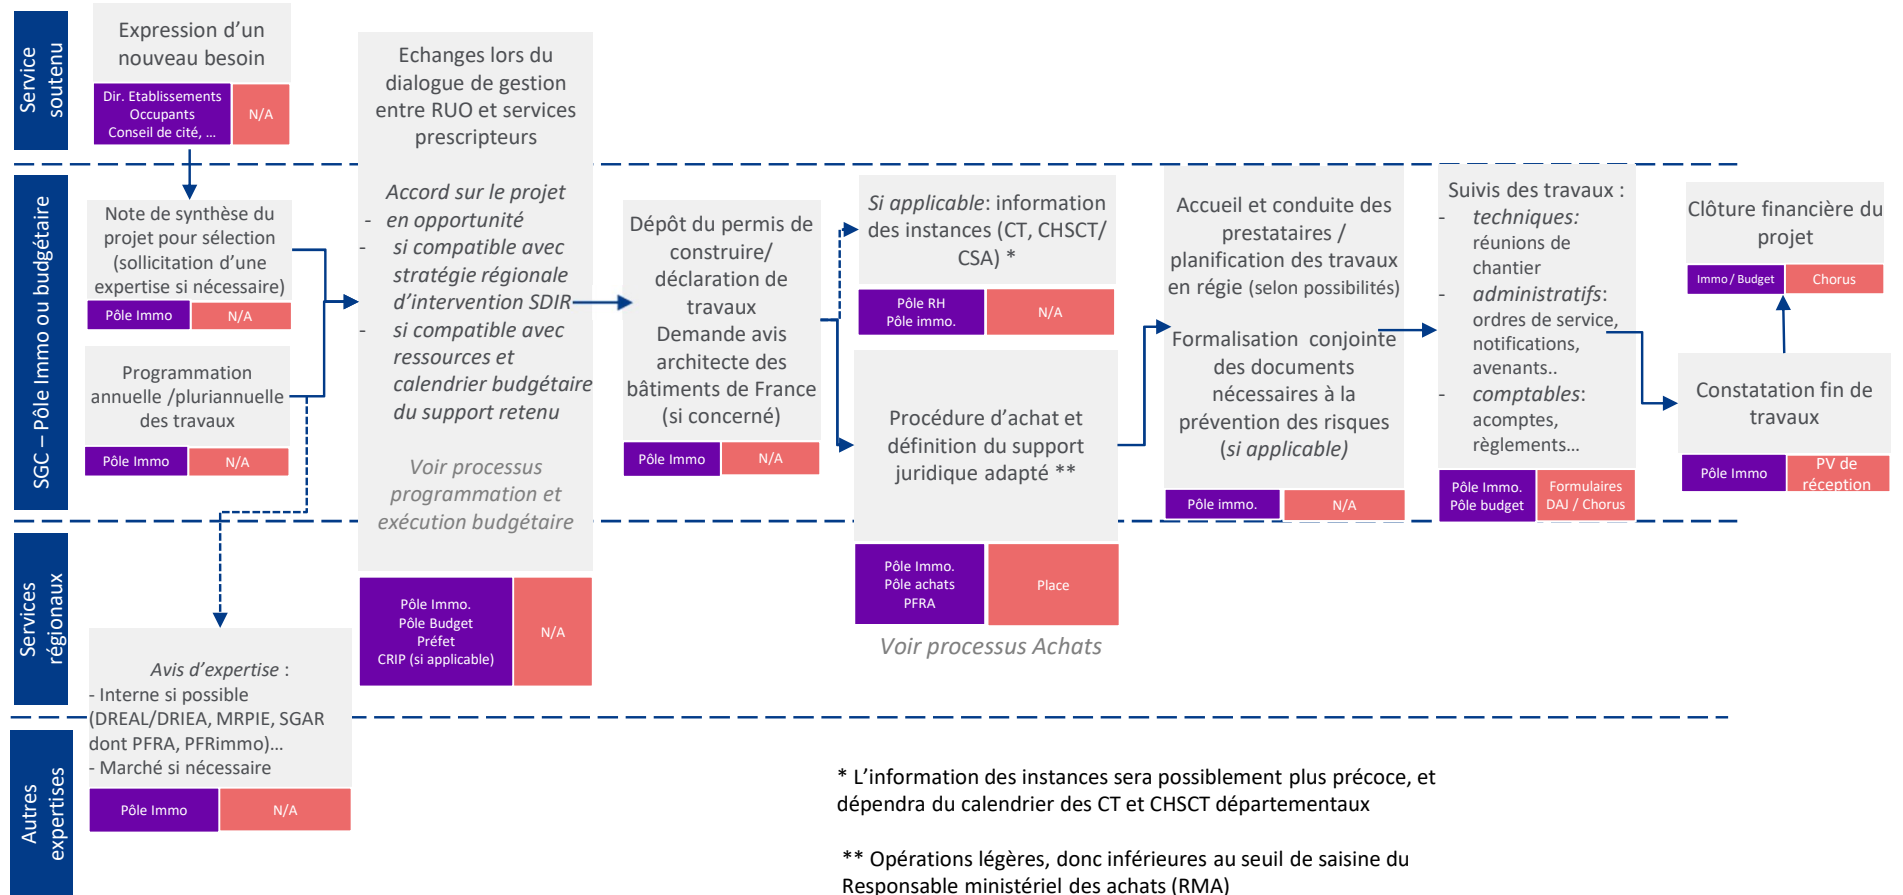 Service
soutenu
Expression d’un
nouveau besoin
Dir. Etablissements
Occupants
Conseil de cité, ...
N/A
Echanges lors du
dialogue de gestion
entre RUO et services
prescripteurs
Accord sur le projet
- en opportunité
- si compatible avec
stratégie régionale
d’intervention SDIR
- si compatible avec
ressources et
calendrier budgétaire
du support retenu
Voir processus
programmation et
exécution budgétaire
Pôle Immo.
Pôle Budget
Préfet
CRIP (si applicable)
N/A
SGC – Pôle Immo ou budgétaire
Note de synthèse du
projet pour sélection
(sollicitation d’une
expertise si nécessaire)
Pôle Immo
N/A
Programmation
annuelle /pluriannuelle
des travaux
Pôle Immo
N/A
Dépôt du permis de
construire/
déclaration de
travaux
Demande avis
architecte des
bâtiments de France
(si concerné)
Pôle Immo
N/A
Si applicable: information
des instances (CT, CHSCT/
CSA) *
Pôle RH
Pôle immo.
N/A
Procédure d’achat et
définition du support
juridique adapté **
Pôle Immo.
Pôle achats
PFRA
Place
Voir processus Achats
Accueil et conduite des
prestataires /
planification des travaux
en régie (selon possibilités)
Formalisation conjointe
des documents
nécessaires à la
prévention des risques
(si applicable)
Pôle immo.
N/A
Suivis des travaux :
- techniques:
réunions de
chantier
- administratifs:
ordres de service,
notifications,
avenants..
- comptables:
acomptes,
règlements...
Pôle Immo.
Pôle budget
Formulaires
DAJ / Chorus
Clôture financière du
projet
Immo / Budget
Chorus
Constatation fin de
travaux
Pôle Immo
PV de
réception
Services
régionaux
Avis d’expertise :
- Interne si possible
(DREAL/DRIEA, MRPIE, SGAR
dont PFRA, PFRimmo)...
- Marché si nécessaire
Pôle Immo
N/A
Autres
expertises
* L’information des instances sera possiblement plus précoce, et
dépendra du calendrier des CT et CHSCT départementaux
** Opérations légères, donc inférieures au seuil de saisine du
Responsable ministériel des achats (RMA)